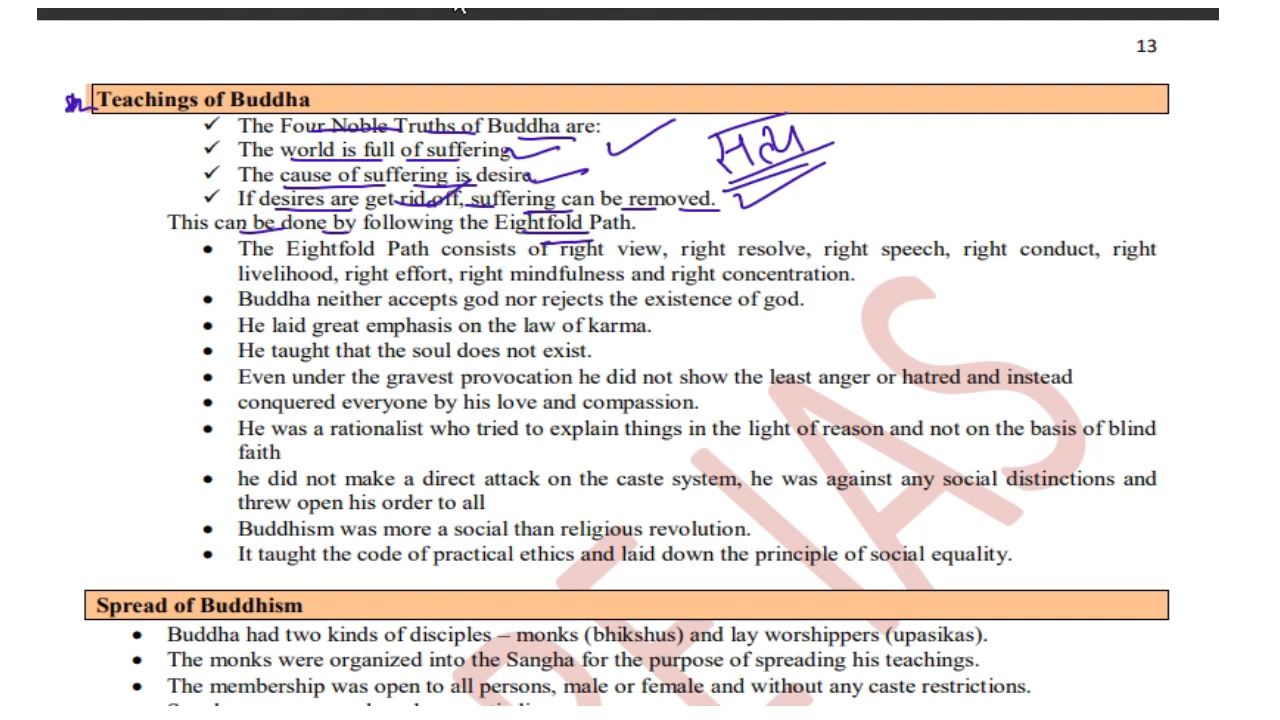 13
Teachings of Buddha
✓ The Four Noble Truths of Buddha are:
✓ The world is full of suffering
✓ The cause of suffering is desire.
✓ If desires are get rid off, suffering can be removed.
This can be done by following the Eightfold Path.
• The Eightfold Path consists of right view, right resolve, right speech, right conduct, right
livelihood, right effort, right mindfulness and right concentration.
• Buddha neither accepts god nor rejects the existence of god.
• He laid great emphasis on the law of karma.
• He taught that the soul does not exist.
• Even under the gravest provocation he did not show the least anger or hatred and instead
• conquered everyone by his love and compassion.
• He was a rationalist who tried to explain things in the light of reason and not on the basis of blind
faith
• he did not make a direct attack on the caste system, he was against any social distinctions and
threw open his order to all
• Buddhism was more a social than religious revolution.
• It taught the code of practical ethics and laid down the principle of social equality.
Spread of Buddhism
• Buddha had two kinds of disciples – monks (bhikshus) and lay worshippers (upasikas).
• The monks were organized into the Sangha for the purpose of spreading his teachings.
• The membership was open to all persons, male or female and without any caste restrictions.